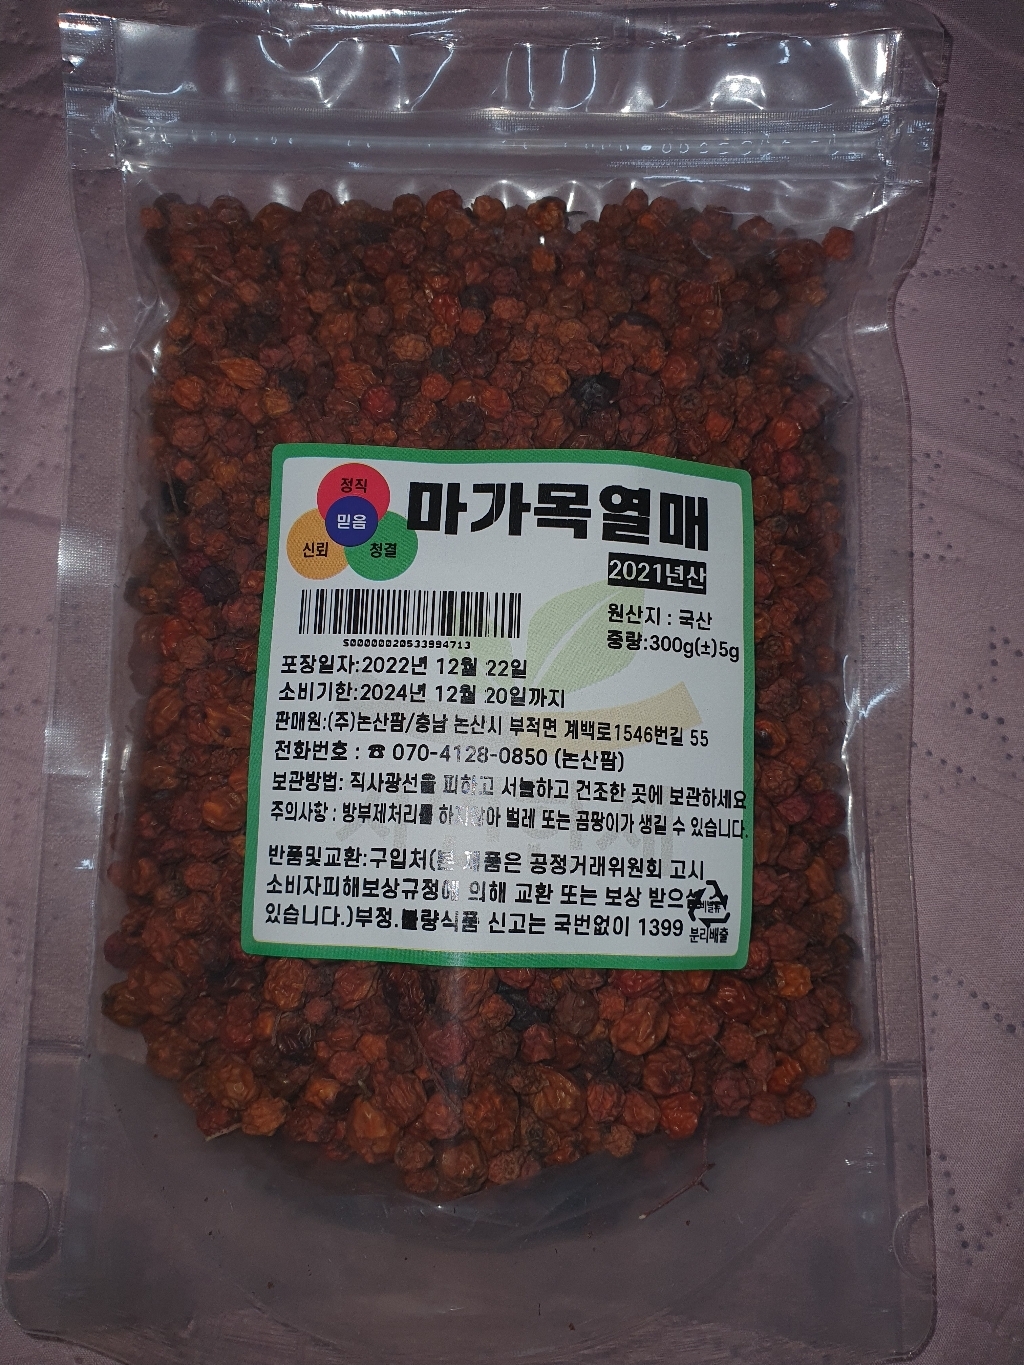 정직
믿음
신뢰 청결
마가목열매
2021년산
원산지 : 국산
중량:300g(±)5g
S00000020533994713
포장일자:2022년 12월 22일
소비기한:2024년 12월 20일까지
판매원:(주)논산팜/충남 논산시 부적면 계백로1546번길 55
전화번호 : ☎ 070-4128-0850 (논산팜)
보관방법: 직사광선을 피하고 서늘하고 건조한 곳에 보관하세요
주의사항 : 방부제처리를 하지않아 벌레 또는 곰팡이가 생길 수 있습니다.
반품및교환:구입처(본 제품은 공정거래위원회 고시
소비자피해보상규정에 의해 교환 또는 보상 받으실수
있습니다.)부정.불량식품 신고는 국번없이 1399
분리배출